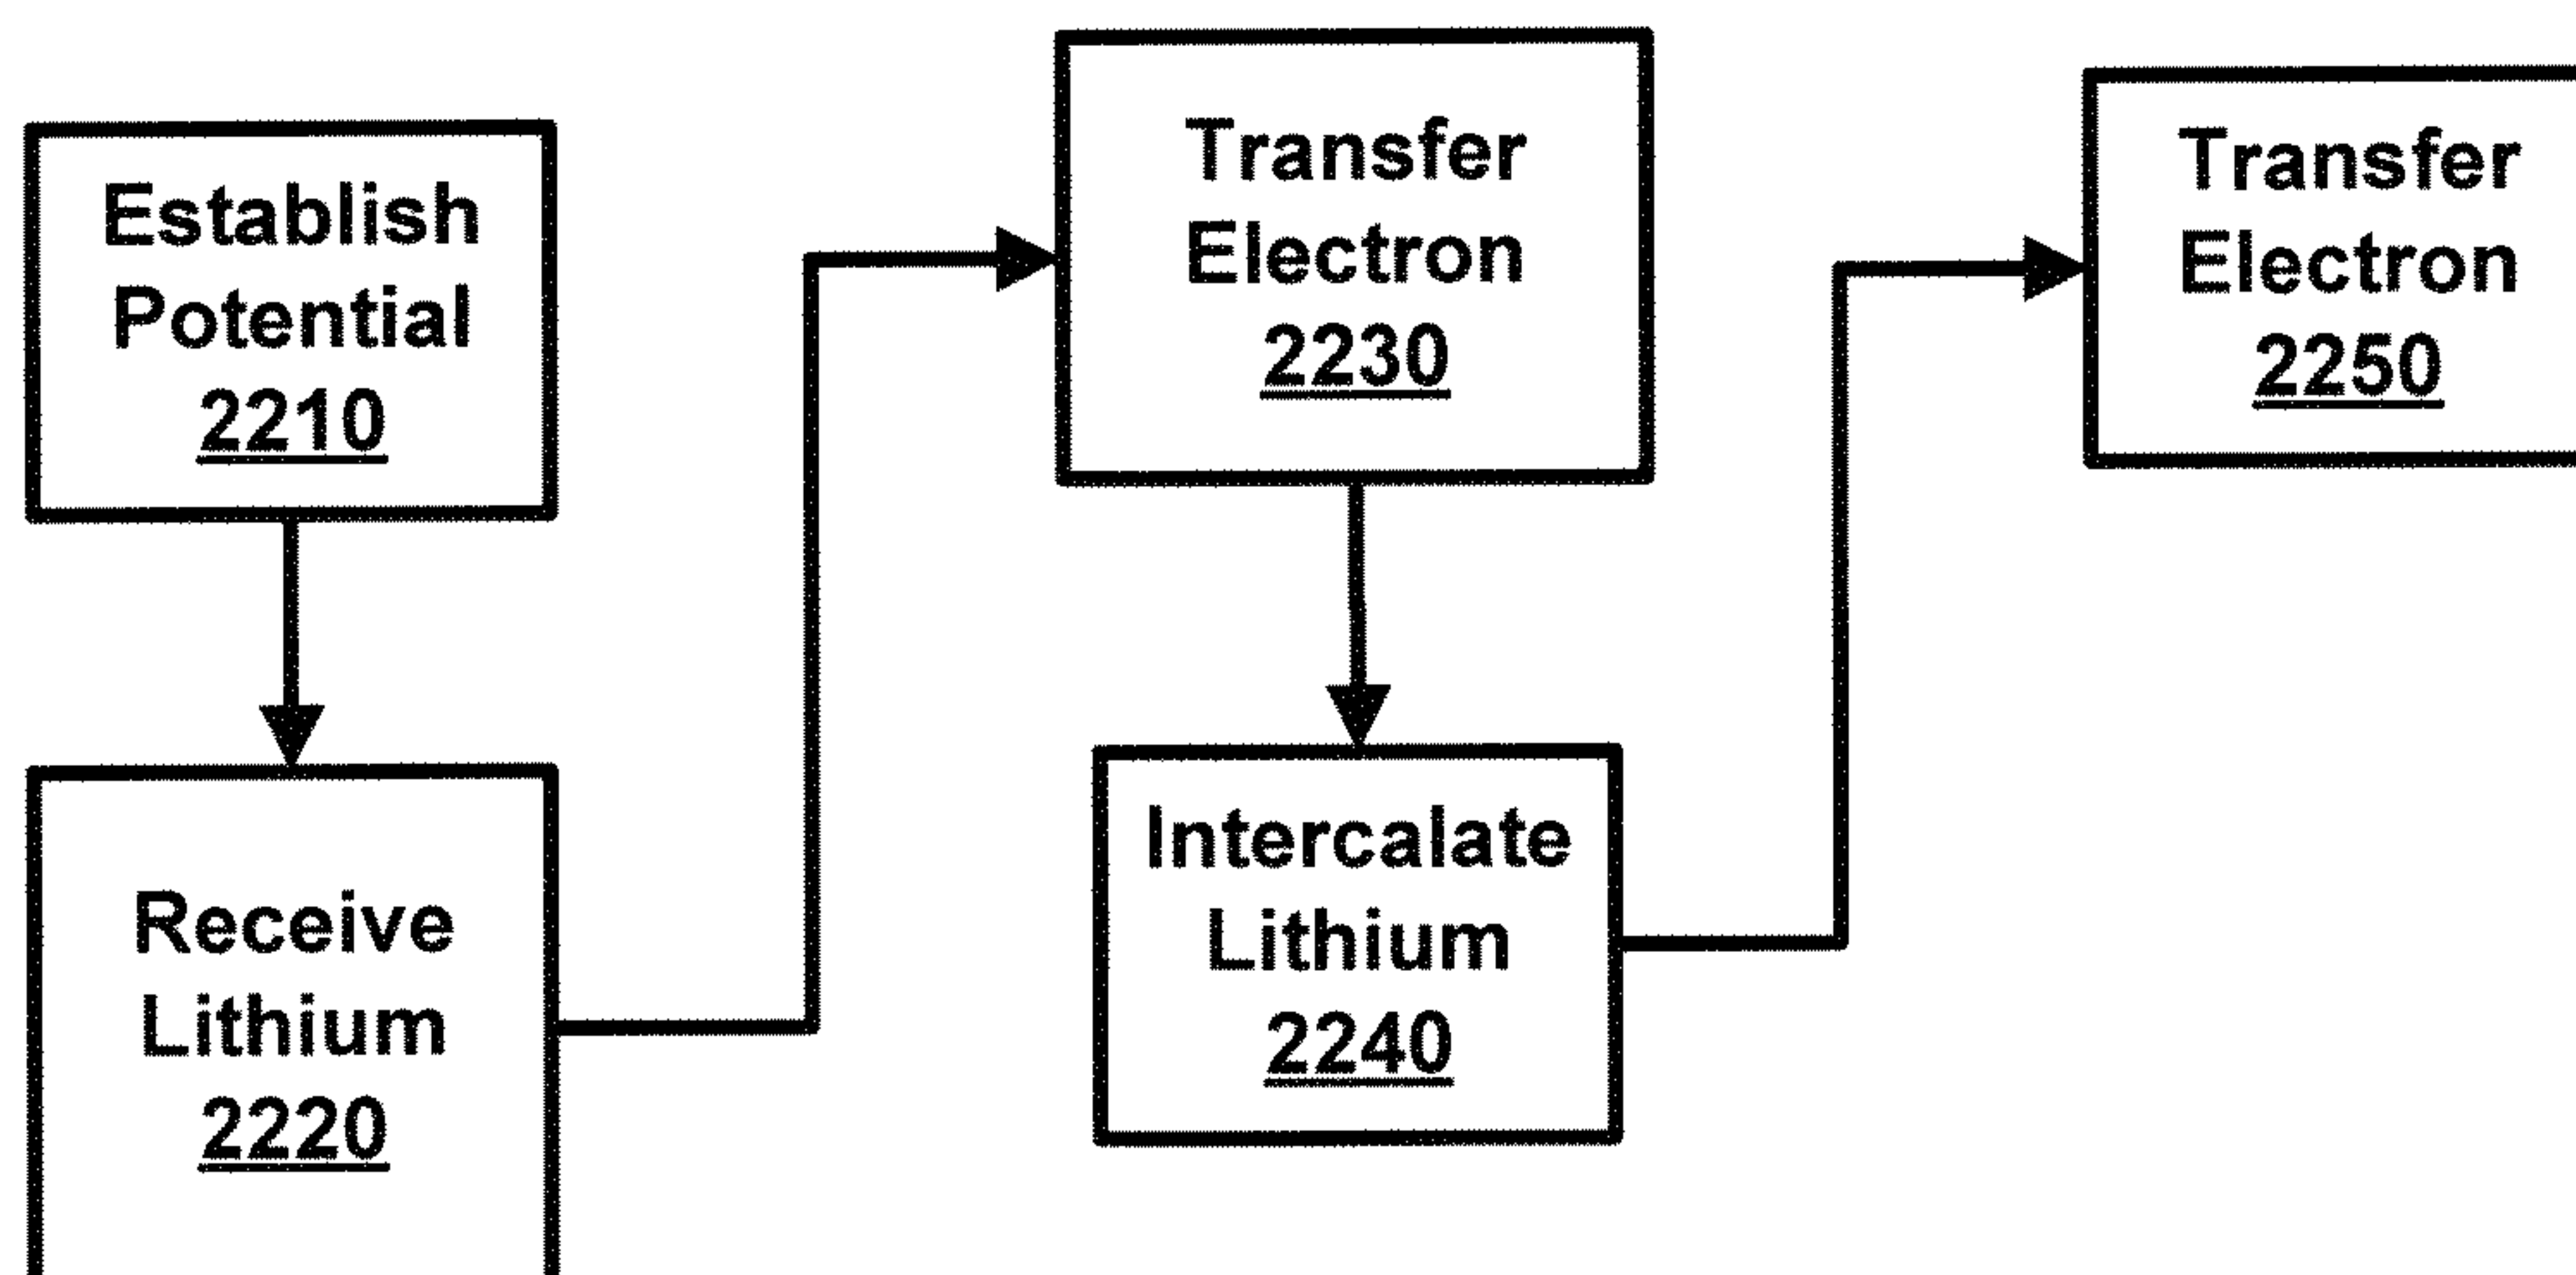 Establish
Potential
2210
Receive
Lithium
2220
Transfer
Electron
2230
Intercalate
Lithium
2240
Transfer
Electron
2250